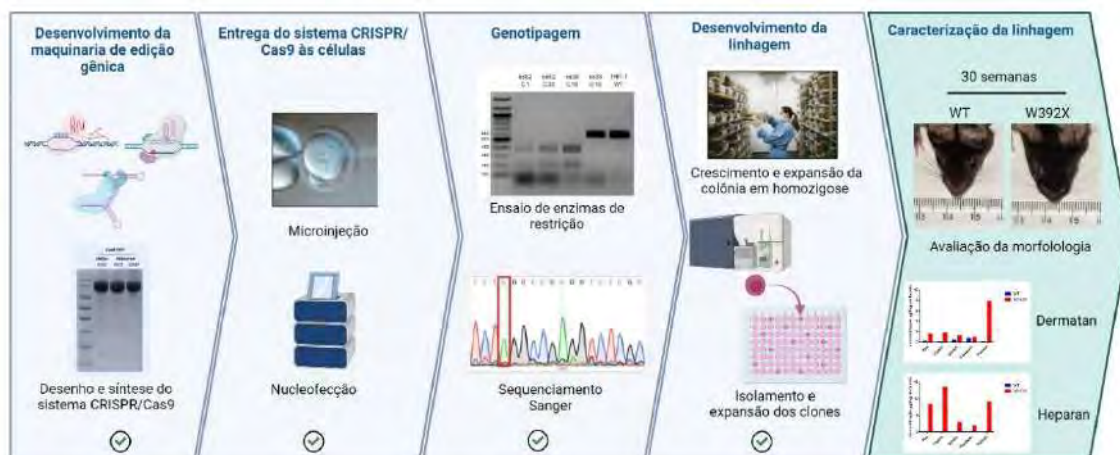 Desenvolvimento da
maquinaria de edição
gênica
Desenho e síntese do
sistema CRISPR/Cas9
Entrega do sistema CRISPR/
Cas9 às células
Microinjeção
Nucleofecção
Genotipagem
Ensaio de enzimas de
restrição
Sequenciamento
Sanger
Desenvolvimento da
linhagem
Crescimento e expansão da
colônia em homozigose
Isolamento e
expansão dos clones
Caracterização da linhagem
30 semanas
WT W392X
Avaliação da morfolologia
Dermatan
Heparan